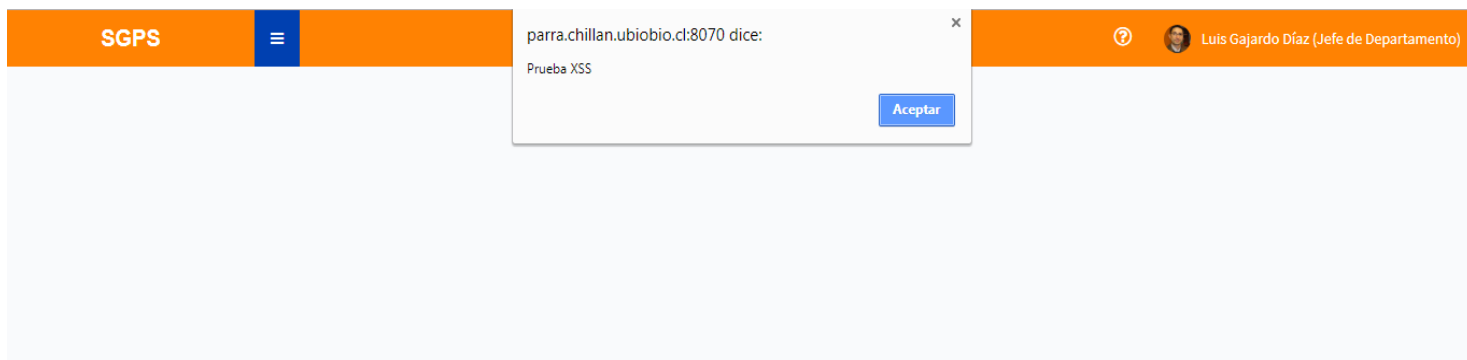 SGPS
parra.chillan.ubiobio.cl:8070 dice:
Prueba XSS
Aceptar
Luis Gajardo Díaz (Jefe de Departamento)